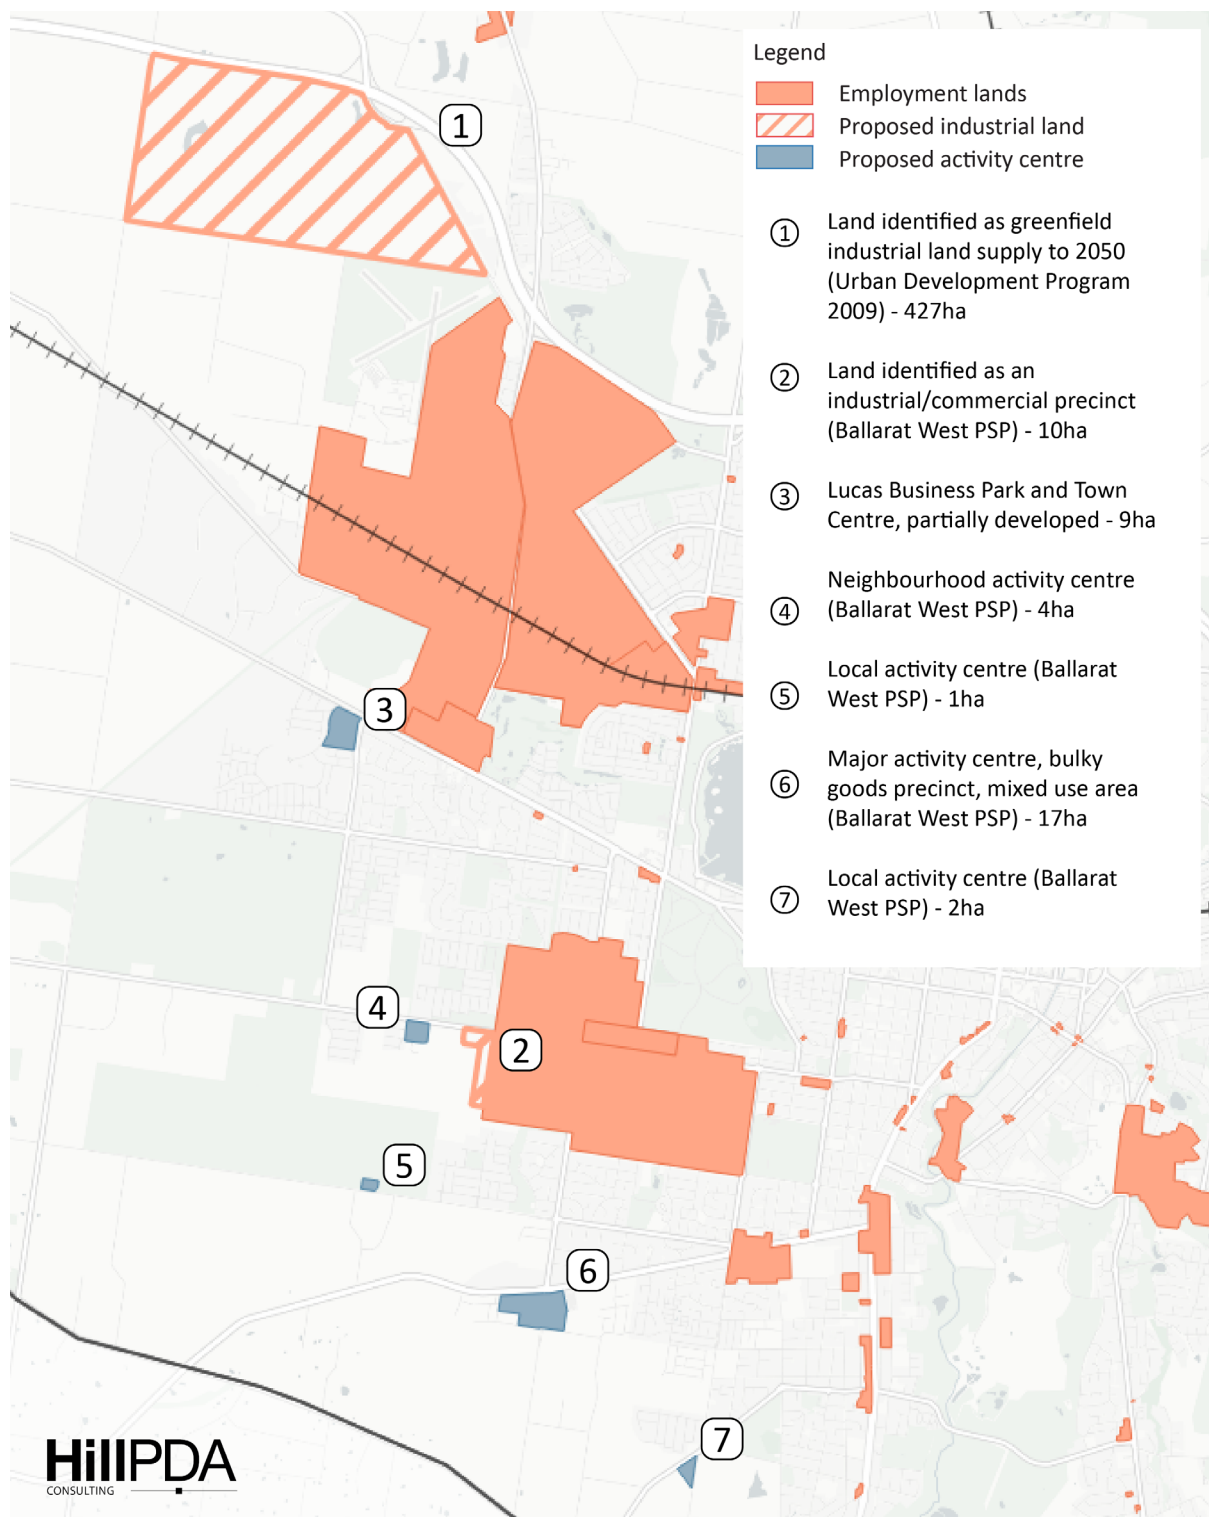 Legend
Employment lands
Proposed industrial land
Proposed activity centre
1
Land identified as greenfield
industrial land supply to 2050
(Urban Development Program
2009) - 427ha
2
Land identified as an
industrial/commercial precinct
(Ballarat West PSP) - 10ha
3
Lucas Business Park and Town
Centre, partially developed - 9ha
4
Neighbourhood activity centre
(Ballarat West PSP) - 4ha
5
Local activity centre (Ballarat
West PSP) - 1ha
6
Major activity centre, bulky
goods precinct, mixed use area
(Ballarat West PSP) - 17ha
7
Local activity centre (Ballarat
West PSP) - 2ha
1
3
4
2
5
6
7
HillPDA
CONSULTING